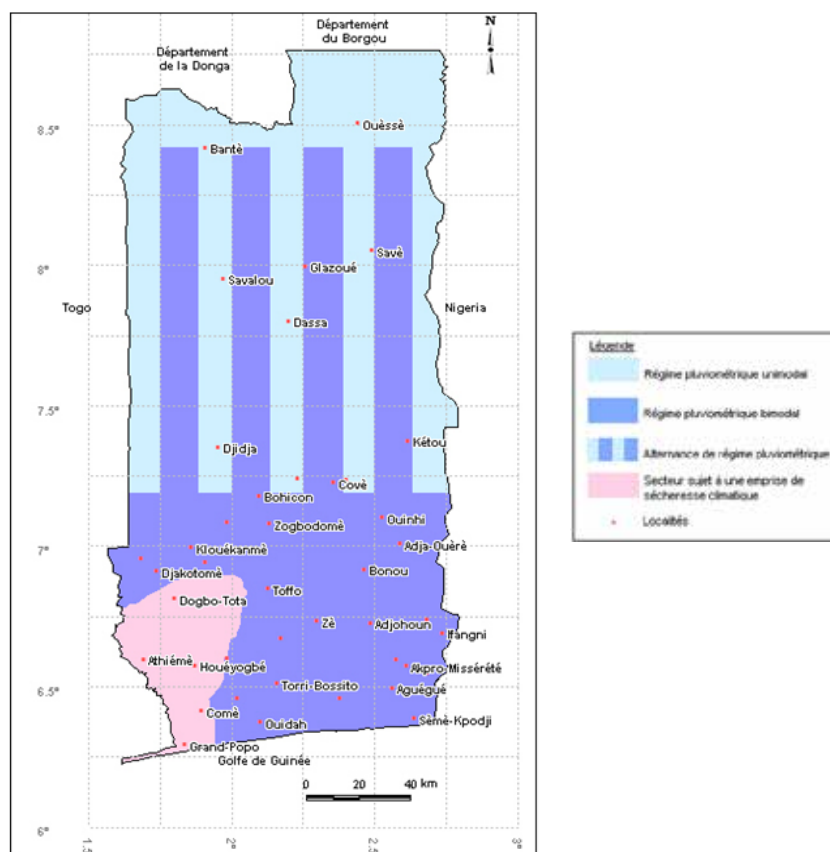 Département
du Borgou
Département
de la Donga
N
8.5°
Ouèssè
Bantè
Savè
8°
Glazoué
Savalou
Togo
Nigeria
Dassa
7.5°
Kétou
Djidja
Covè
Bohicon
Ouinhi
Zogbodomè
7°
Klouékanmè
Adja-Ouèrè
Djakotomè
Bonou
Toffo
Dogbo-Tota
Zè
Adjohoun
Ifangni
Athiémè
Houéyogbé
Akpro-Missérété
6.5°
Torri-Bossito
Aguégué
Comè
Ouidah
Sèmè-Kpodji
Grand-Popo
Golfe de Guinée
0 20 40 km
6°
2°
3°
Légende
Régime pluviométrique unimodal
Régime pluviométrique bimodal
Alternance de régime pluviométrique
Secteur sujet à une emprise de
sécheresse climatique
Localités